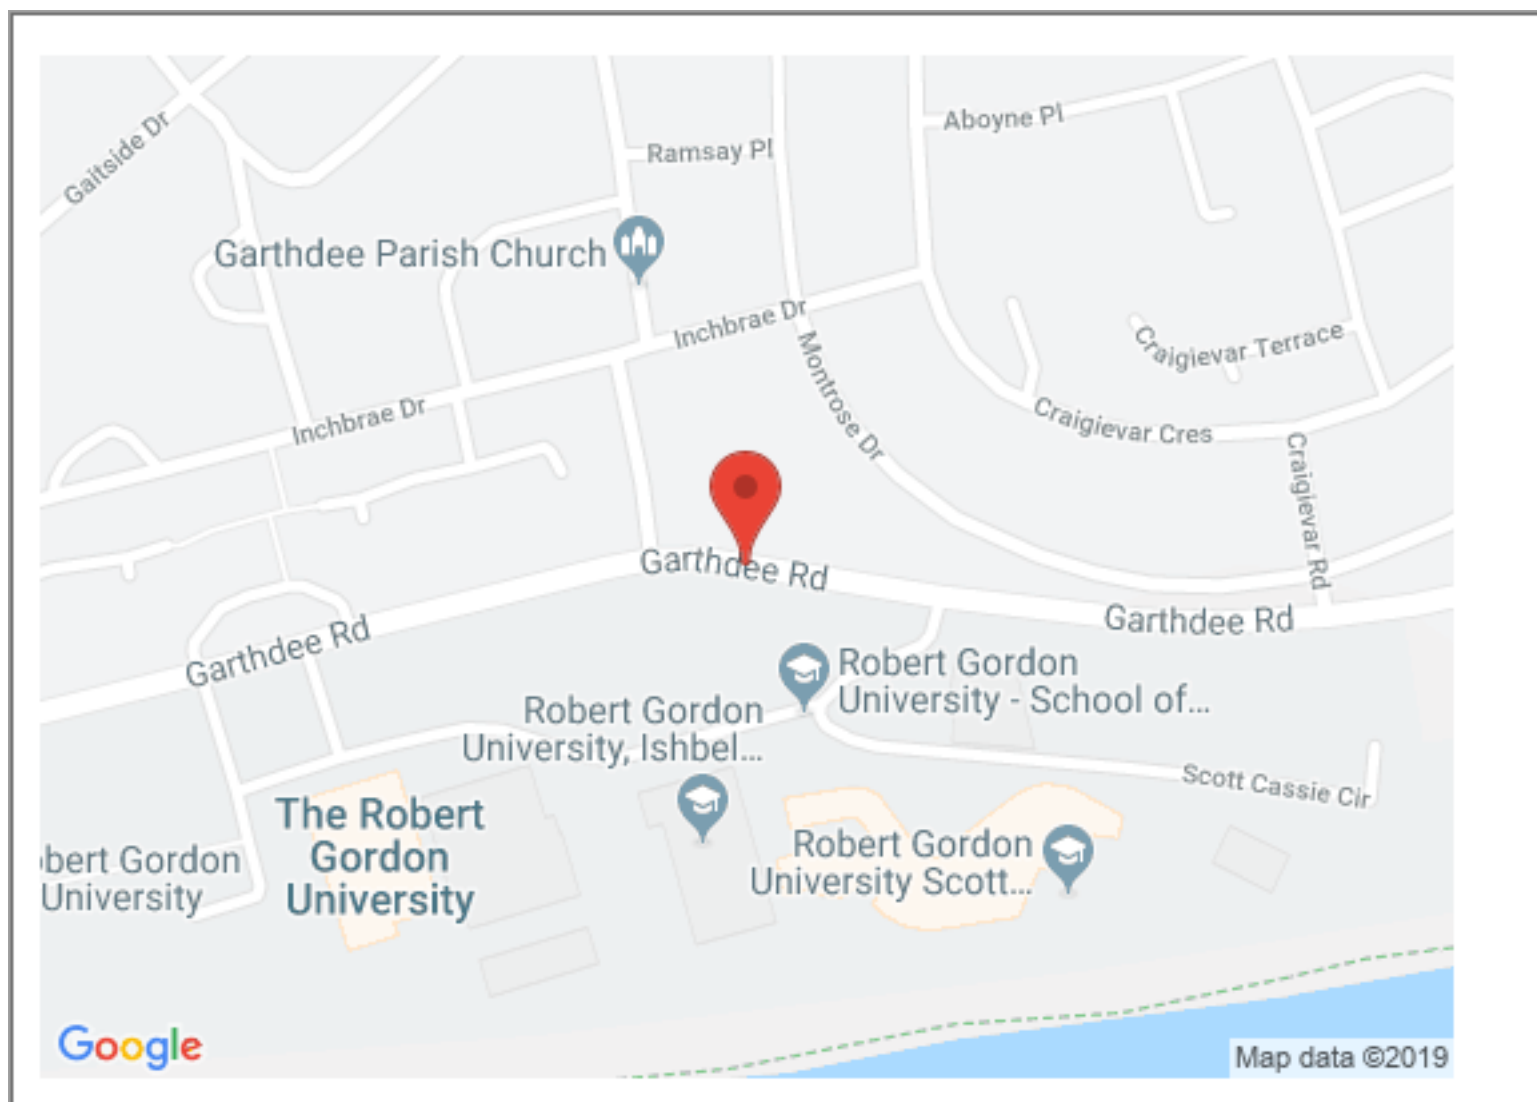 Gaitside Dr
Ramsay Pl
Aboyne Pl
Garthdee Parish Church
Inchbrae Dr
Craigievar Terrace
Montrose Dr
Inchbrae Dr
Craigievar Cres
Craigievar Rd
Garthdee Rd
Garthdee Rd
Garthdee Rd
Robert Gordon
University - School of...
Robert Gordon
University, Ishbel...
Scott Cassie Cir
The Robert
Gordon
University
Robert Gordon
University Scott...
obert Gordon
University
Google
Map data ©2019